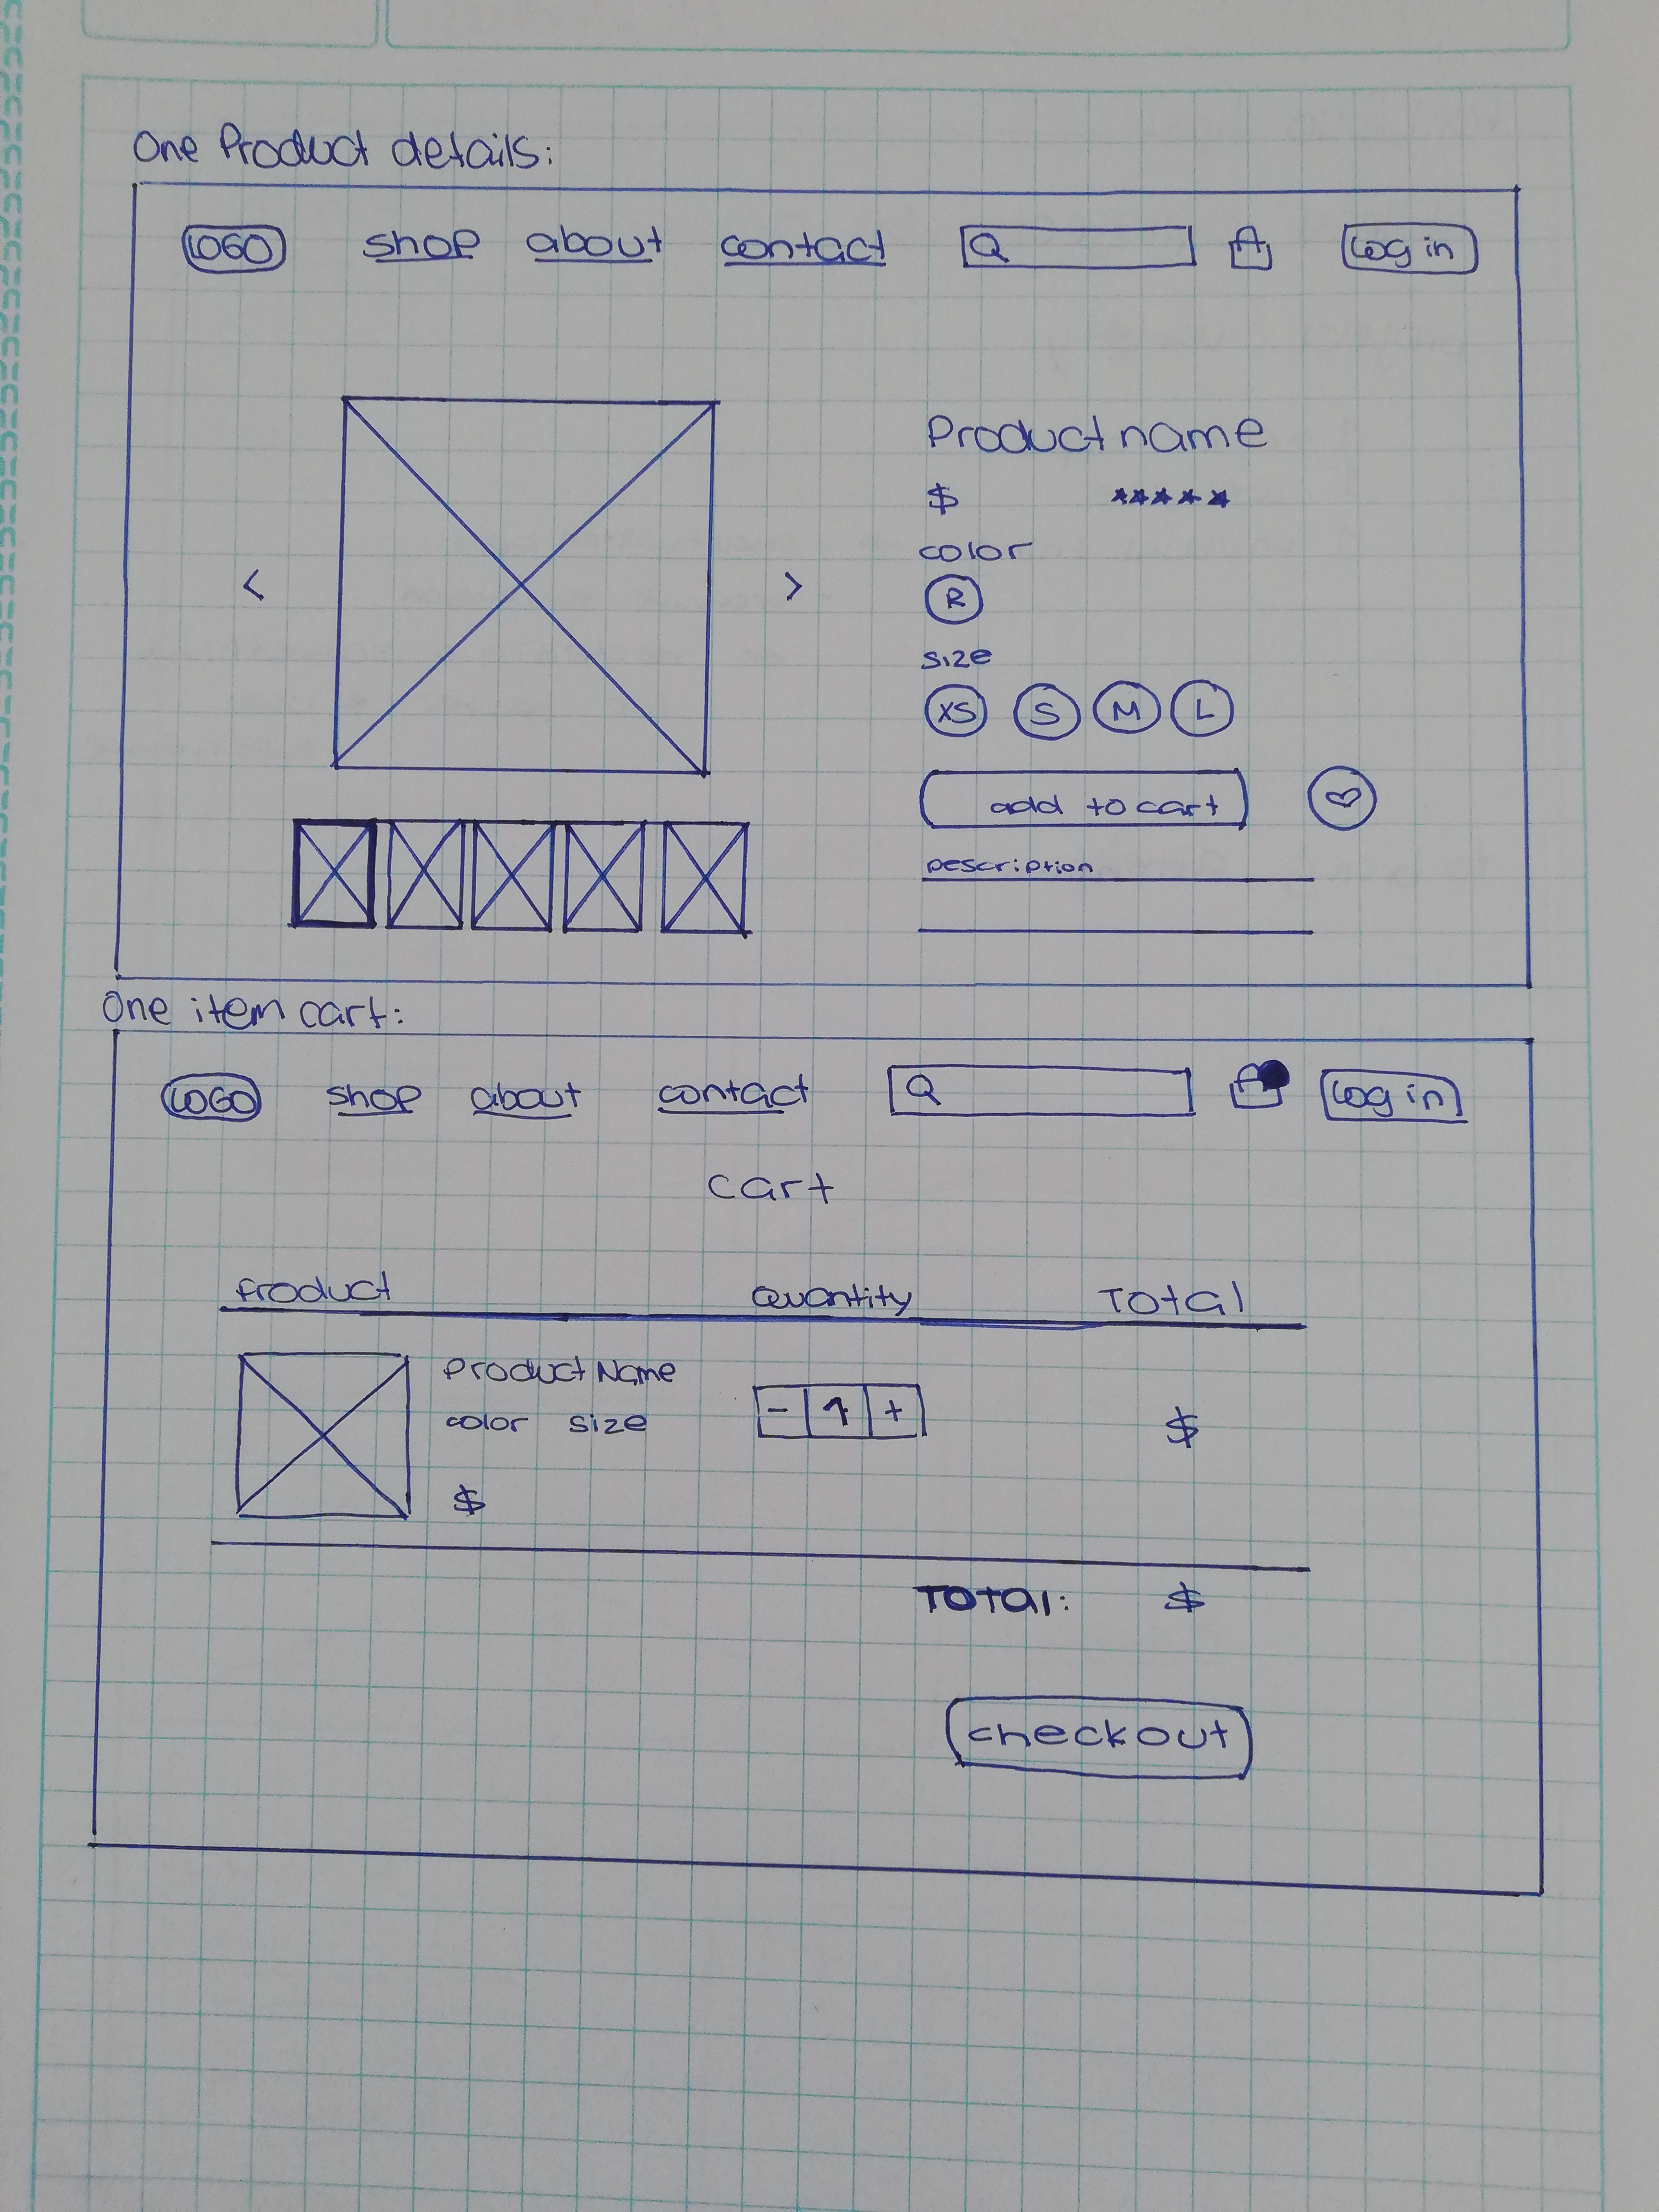 One Product details:
LOGO shop about contact Log in
Product name
$ *****
color
R
size
XS S M L
add to cart
Description
One item cart:
LOGO shop about contact Log in
cart
Product Quantity Total
Product Name
color size - 1 + $
$
TOTAl: $
checkout